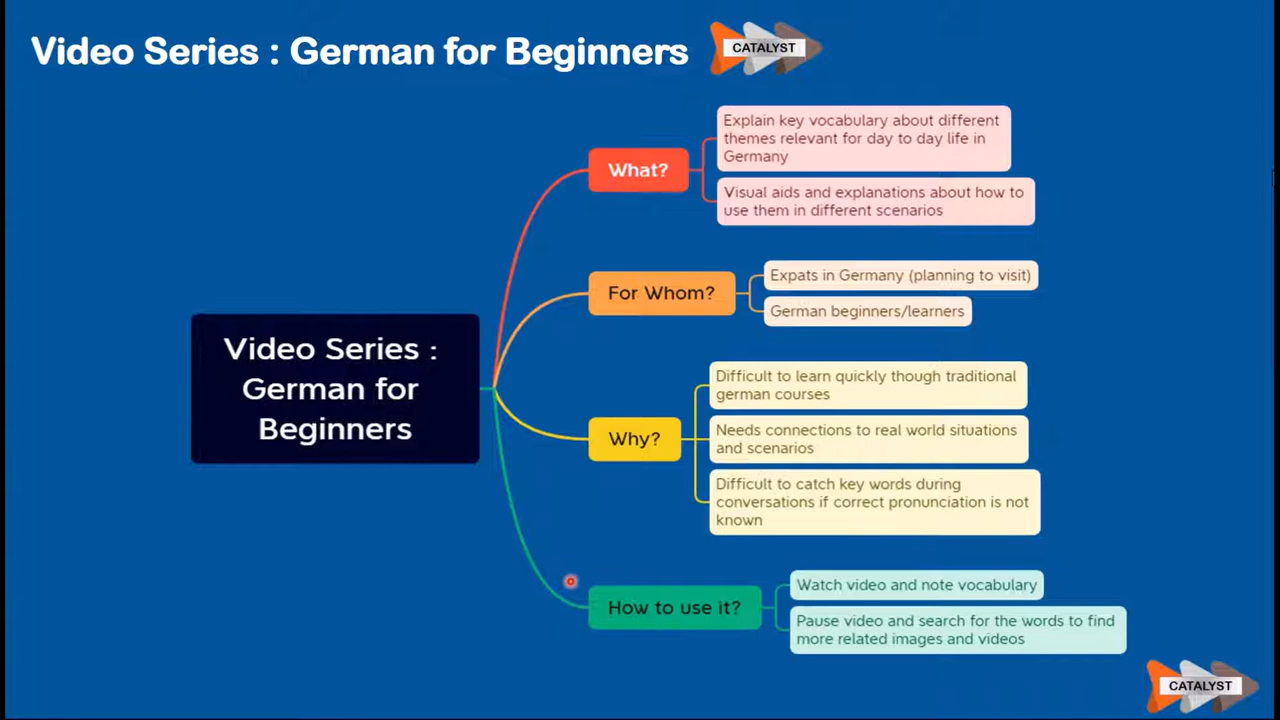 Video Series : German for Beginners
CATALYST
What?
Explain key vocabulary about different
themes relevant for day to day life in
Germany
Visual aids and explanations about how to
use them in different scenarios
For Whom?
Expats in Germany (planning to visit)
German beginners/learners
Video Series :
German for
Beginners
Why?
Difficult to learn quickly though traditional
german courses
Needs connections to real world situations
and scenarios
Difficult to catch key words during
conversations if correct pronunciation is not
known
How to use it?
Watch video and note vocabulary
Pause video and search for the words to find
more related images and videos
CATALYST